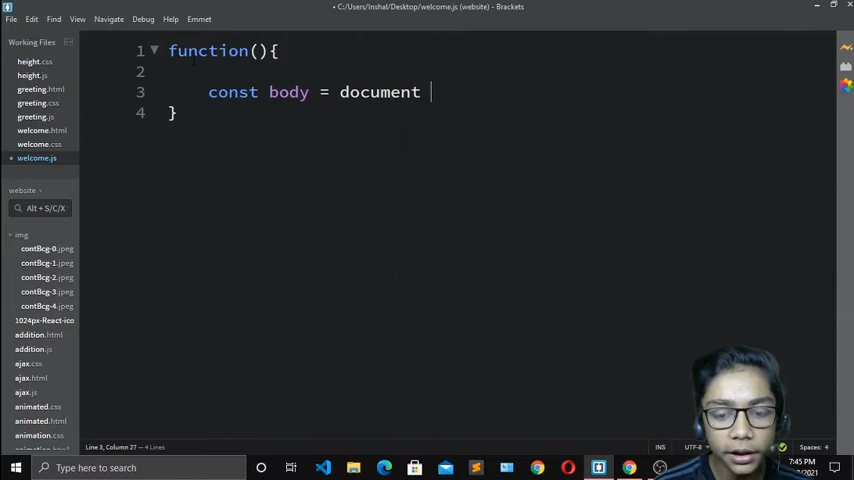 • C:/Users/Inshal/Desktop/welcome.js (website) - Brackets
File Edit Find View Navigate Debug Help Emmet
Working Files
height.css
height.js
greeting.html
greeting.css
greeting.js
welcome.html
welcome.css
• welcome.js
website
Alt + S/C/X
img
contBcg-0.jpeg
contBcg-1.jpeg
contBcg-2.jpeg
contBcg-3.jpeg
contBcg-4.jpeg
1024px-React-ico
addition.html
addition.js
ajax.css
ajax.html
ajax.js
animated.css
animated.html
animation.css
1 function(){
2
3 const body = document
4 }
Line 3, Column 27 — 4 Lines
INS UTF-8 Spaces: 4
Type here to search
7:45 PM